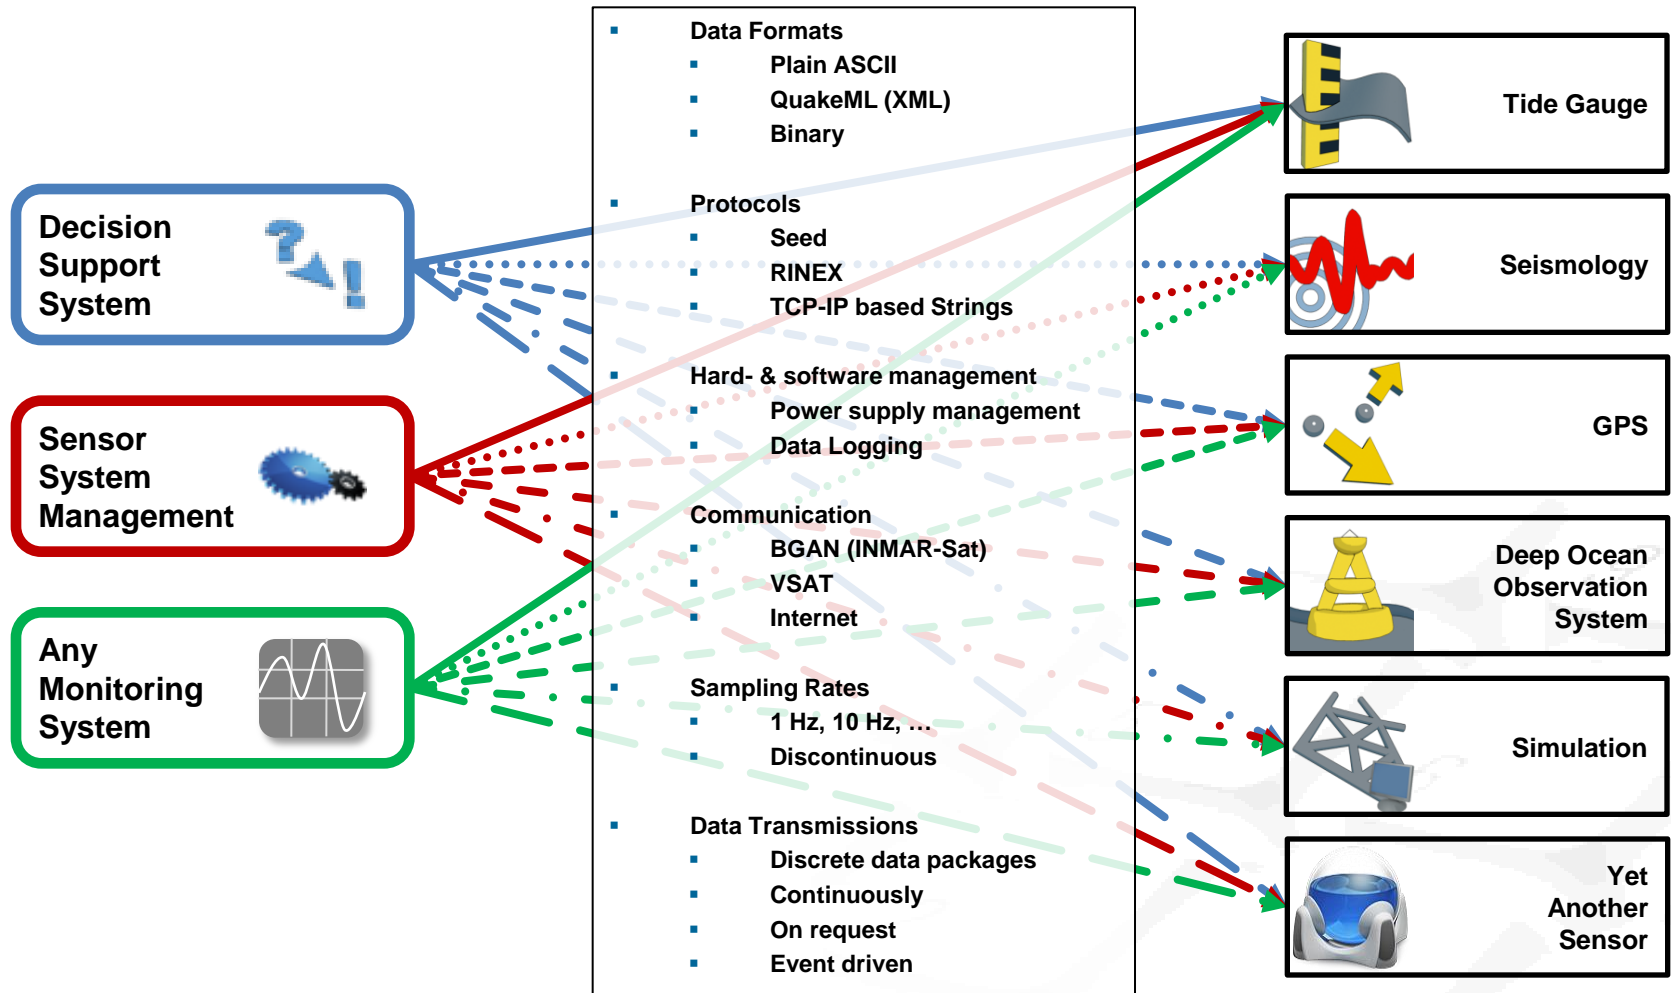 Decision
Support
System
Sensor
System
Management
Any
Monitoring
System
Data Formats
Plain ASCII
QuakeML (XML)
Binary
Protocols
Seed
RINEX
TCP-IP based Strings
Hard- & software management
Power supply management
Data Logging
Communication
BGAN (INMAR-Sat)
VSAT
Internet
Sampling Rates
1 Hz, 10 Hz, …
Discontinuous
Data Transmissions
Discrete data packages
Continuously
On request
Event driven
Tide Gauge
Seismology
GPS
Deep Ocean
Observation
System
Simulation
Yet
Another
Sensor